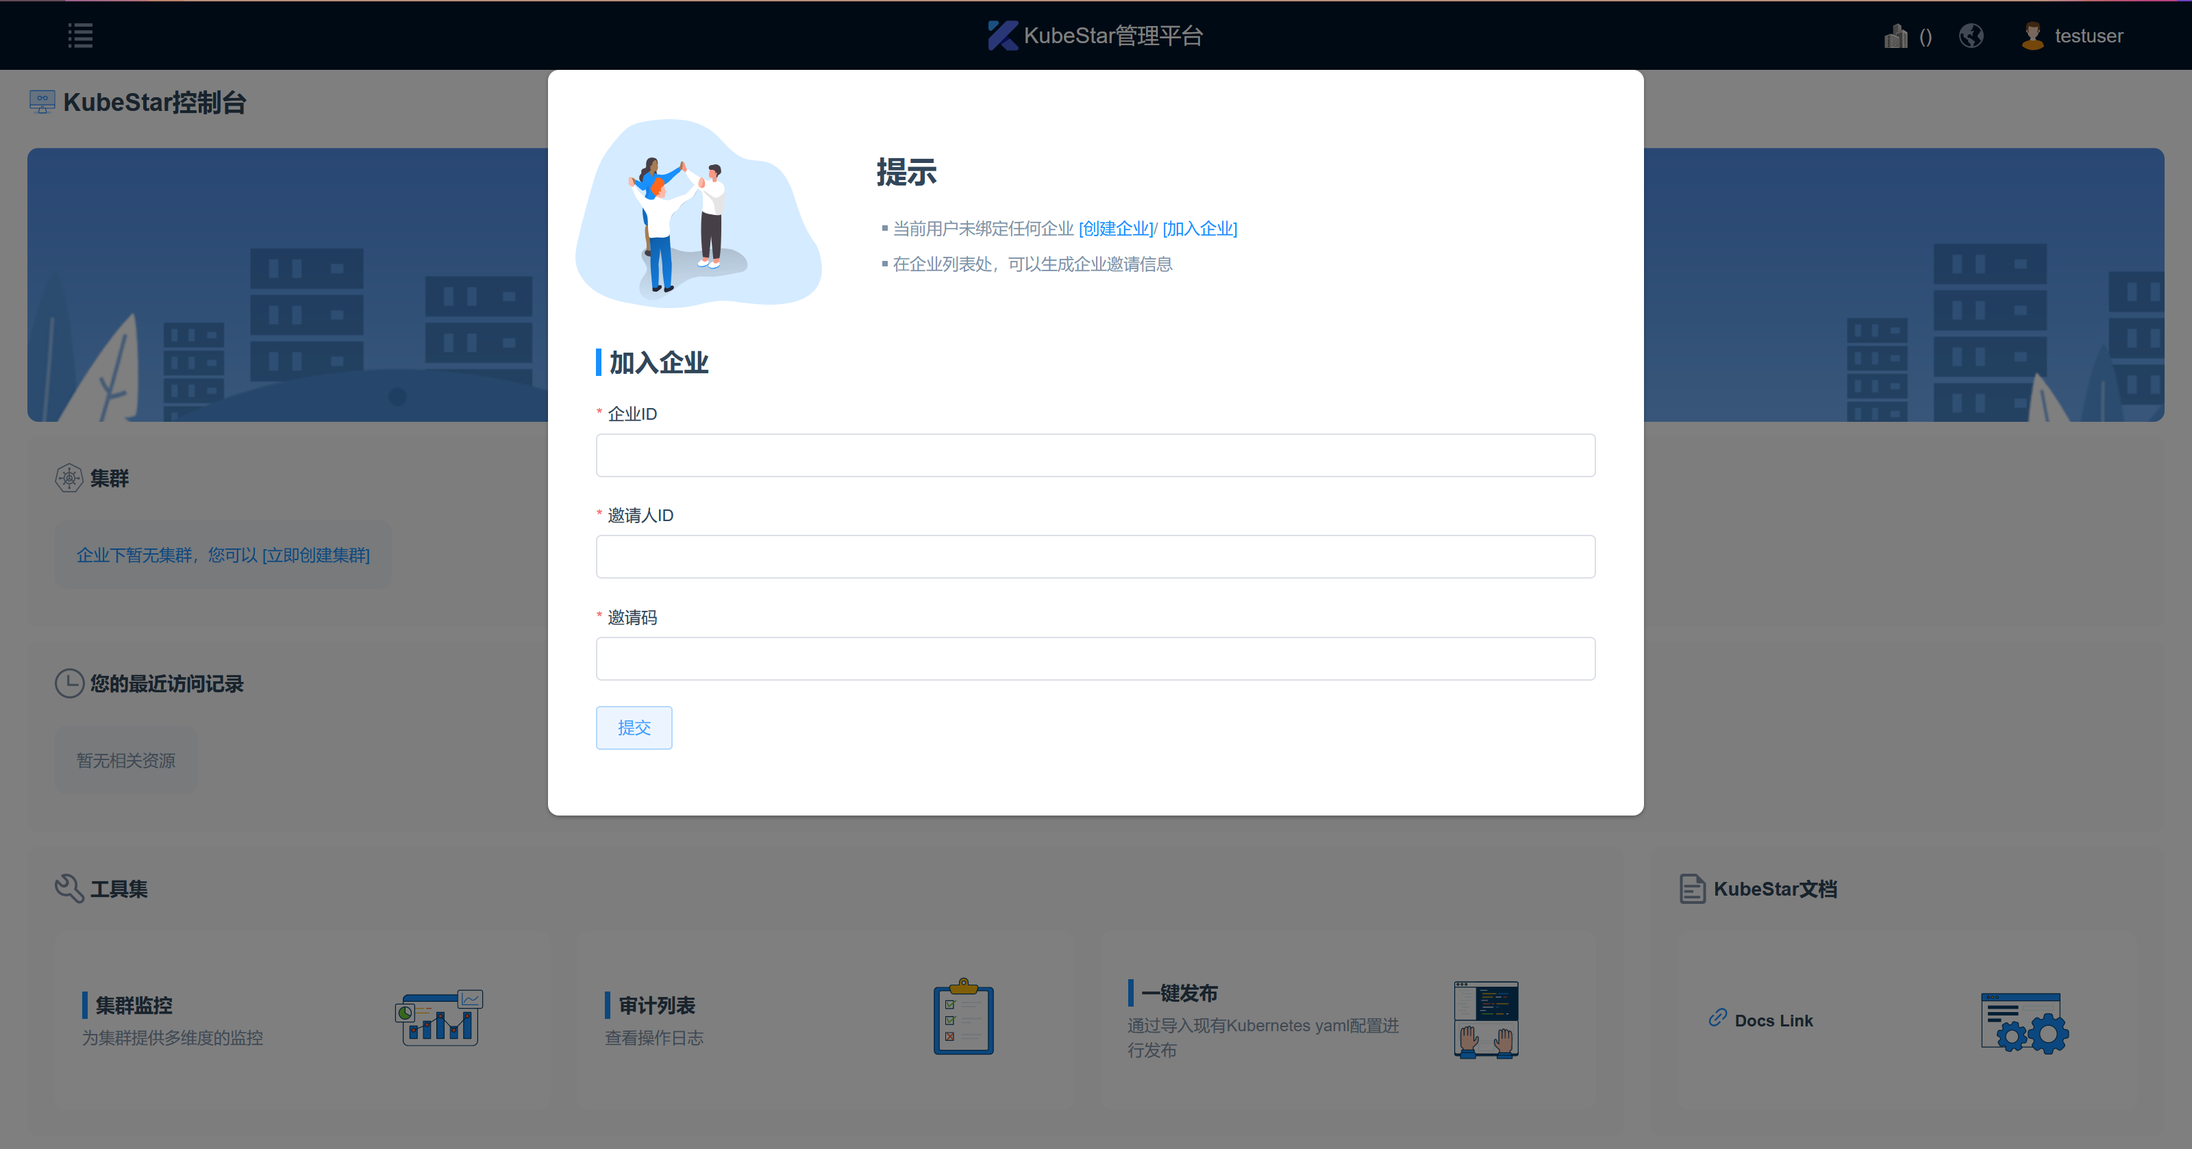 KubeStar管理平台
()
testuser
KubeStar控制台
提示
当前用户未绑定任何企业 [创建企业]/ [加入企业]
在企业列表处，可以生成企业邀请信息
加入企业
* 企业ID
* 邀请人ID
* 邀请码
提交
集群
企业下暂无集群，您可以 [立即创建集群]
您的最近访问记录
暂无相关资源
工具集
集群监控
为集群提供多维度的监控
审计列表
查看操作日志
一键发布
通过导入现有Kubernetes yaml配置进
行发布
KubeStar文档
Docs Link